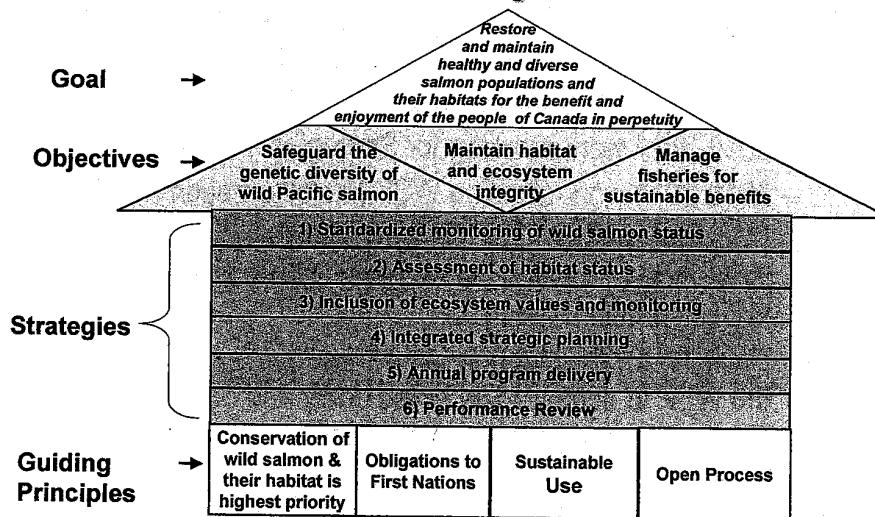 Goal
Restore
and maintain
healthy and diverse
salmon populations and
their habitats for the benefit and
enjoyment of the people of Canada in perpetuity
Objectives
Safeguard the
genetic diversity of
wild Pacific salmon
Maintain habitat
and ecosystem
integrity
Manage
fisheries for
sustainable benefits
Strategies
1) Standardized monitoring of wild salmon status
2) Assessment of habitat status
3) Inclusion of ecosystem values and monitoring
4) Integrated strategic planning
5) Annual program delivery
6) Performance Review
Guiding
Principles
Conservation of
wild salmon &
their habitat is
highest priority
Obligations to
First Nations
Sustainable
Use
Open Process